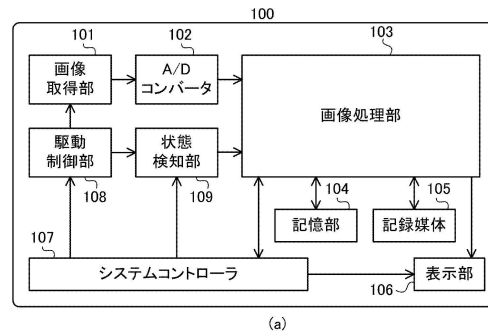 100
101
102
103
画像
取得部
A/D
コンバータ
画像処理部
駆動
制御部
状態
検知部
108
109
104
105
記憶部
記録媒体
107
システムコントローラ
表示部
106
(a)